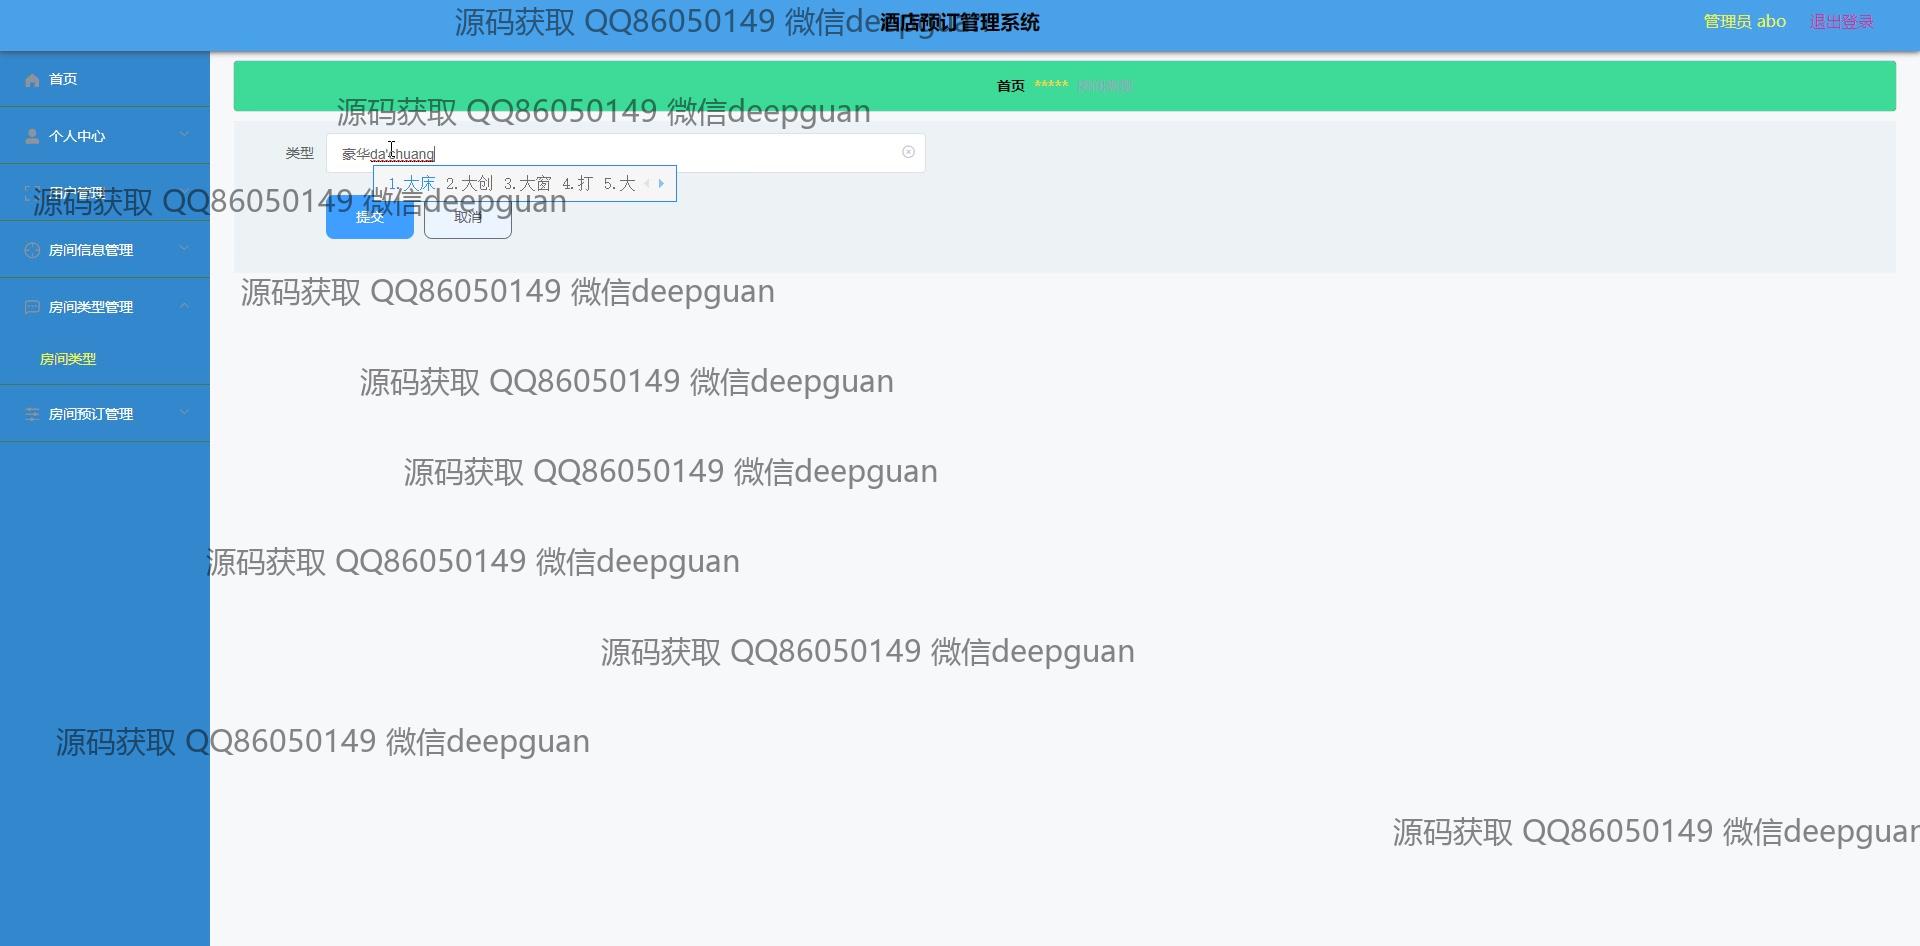 源码获取 QQ86050149 微信deepguan
酒店预订管理系统
管理员 abo
退出登录
首页
首页 *****
源码获取 QQ86050149 微信deepguan
个人中心
类型
豪华da'chuang
1.大床 2.大创 3.大窗 4.打 5.大
用户管理
源码获取 QQ86050149 微信deepguan
提交
取消
房间信息管理
源码获取 QQ86050149 微信deepguan
房间类型管理
房间类型
源码获取 QQ86050149 微信deepguan
房间预订管理
源码获取 QQ86050149 微信deepguan
源码获取 QQ86050149 微信deepguan
源码获取 QQ86050149 微信deepguan
源码获取 QQ86050149 微信deepguan
源码获取 QQ86050149 微信deepguan